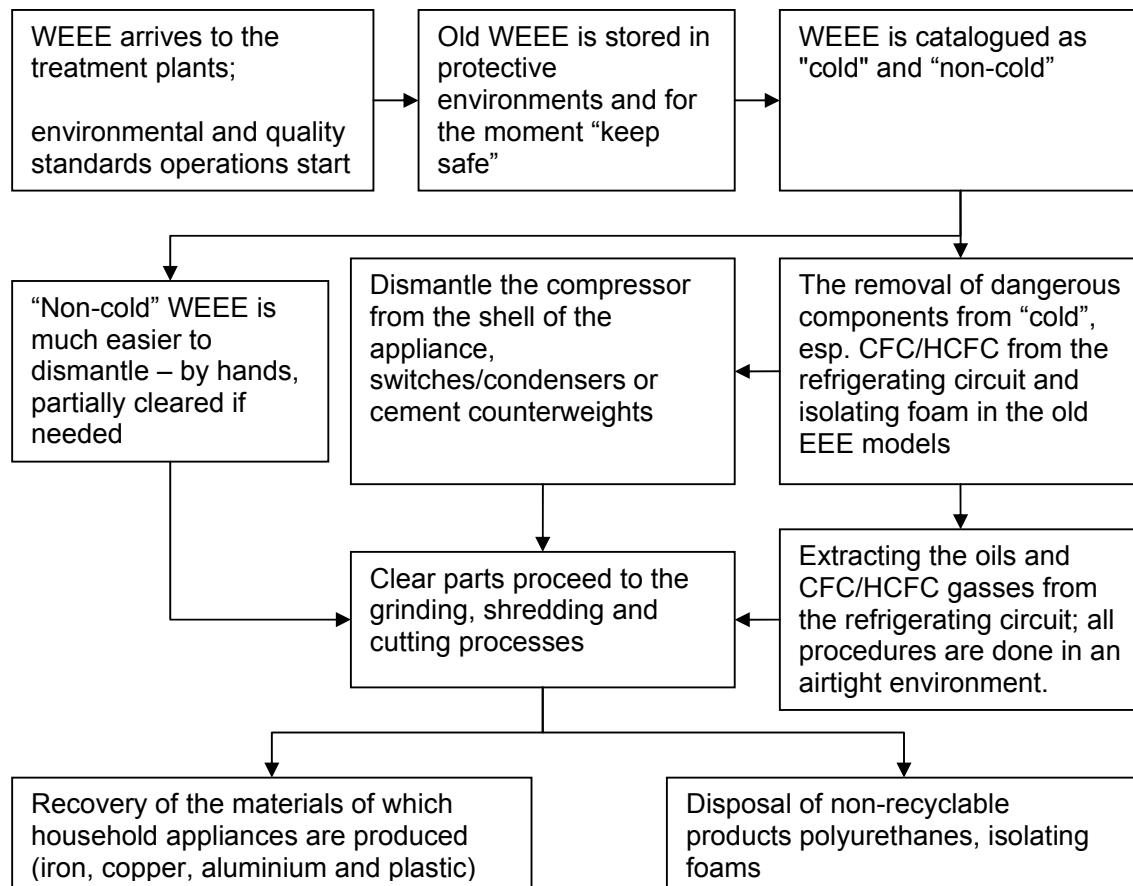 WEEE arrives to the
treatment plants;
environmental and quality
standards operations start
Old WEEE is stored in
protective
environments and for
the moment “keep
safe”
WEEE is catalogued as
"cold" and “non-cold”
“Non-cold” WEEE is
much easier to
dismantle – by hands,
partially cleared if
needed
Dismantle the compressor
from the shell of the
appliance,
switches/condensers or
cement counterweights
The removal of dangerous
components from “cold”,
esp. CFC/HCFC from the
refrigerating circuit and
isolating foam in the old
EEE models
Clear parts proceed to the
grinding, shredding and
cutting processes
Extracting the oils and
CFC/HCFC gasses from
the refrigerating circuit; all
procedures are done in an
airtight environment.
Recovery of the materials of which
household appliances are produced
(iron, copper, aluminium and plastic)
Disposal of non-recyclable
products polyurethanes, isolating
foams